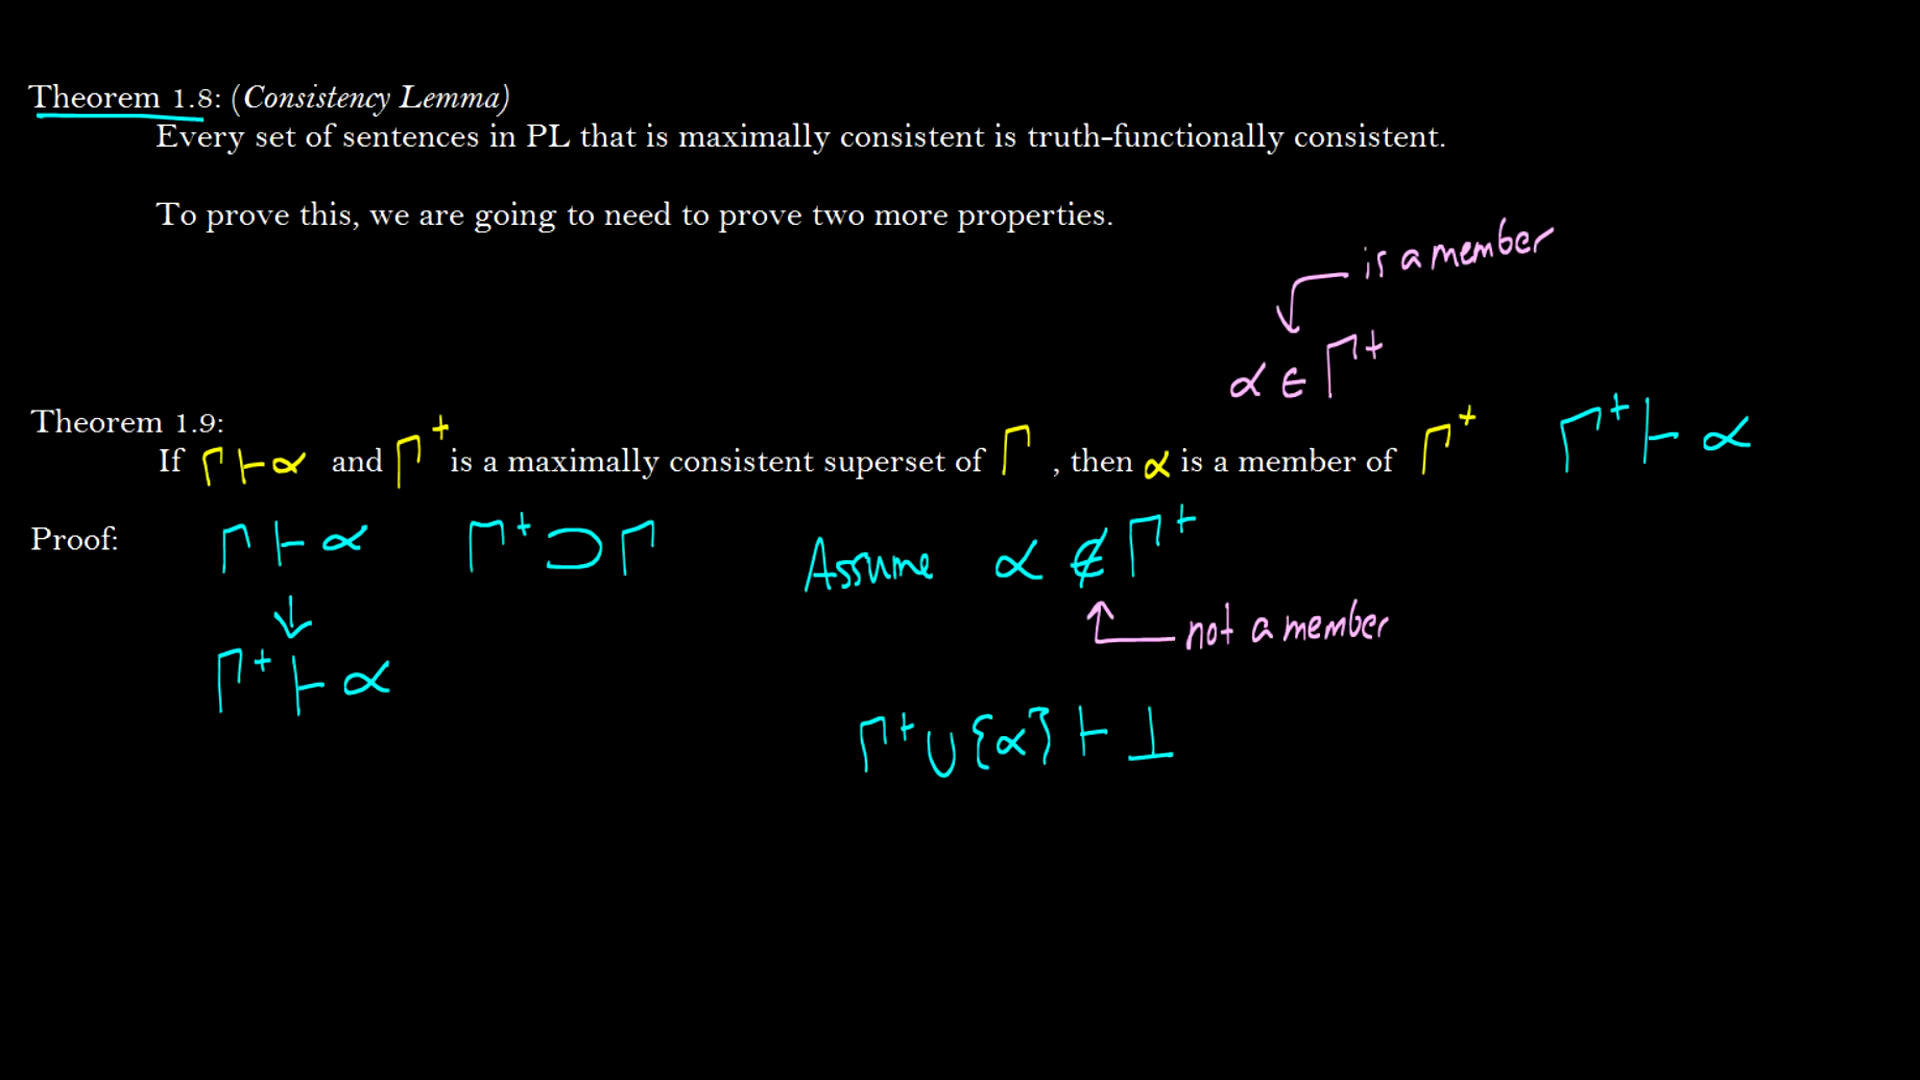 Theorem 1.8: (Consistency Lemma)
Every set of sentences in PL that is maximally consistent is truth-functionally consistent.
To prove this, we are going to need to prove two more properties.
is a member
α ∈ Γ⁺
Theorem 1.9:
If Γ ⊢ α and Γ⁺ is a maximally consistent superset of Γ , then α is a member of Γ⁺
Γ⁺ ⊢ α
Proof: Γ ⊢ α Γ⁺ ⊃ Γ Assume α ∉ Γ⁺
↓
not a member
Γ⁺ ⊢ α
Γ⁺ ∪ {α} ⊢ ⊥